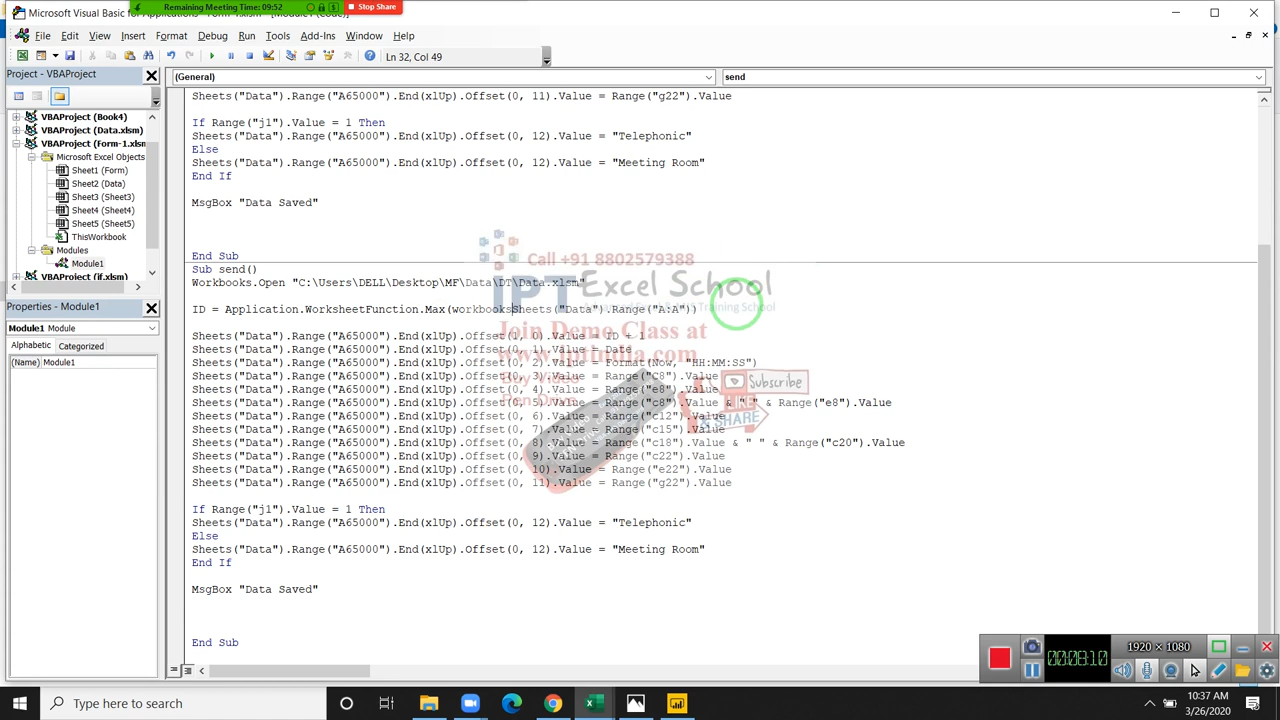 Remaining Meeting Time: 09:52
Stop Share
Microsoft Visual Basic for Applications
File Edit View Insert Format Debug Run Tools Add-Ins Window Help
Ln 32, Col 49
Project - VBAProject
(General)
send
VBAProject (Book4)
VBAProject (Data.xlsm)
VBAProject (Form-1.xlsm
Microsoft Excel Objects
Sheet1 (Form)
Sheet2 (Data)
Sheet3 (Sheet3)
Sheet4 (Sheet4)
Sheet5 (Sheet5)
ThisWorkbook
Modules
Module1
VBAProject (if.xlsm)
Properties - Module1
Module1 Module
Alphabetic Categorized
(Name) Module1
Sheets("Data").Range("A65000").End(xlUp).Offset(0, 11).Value = Range("g22").Value
If Range("j1").Value = 1 Then
Sheets("Data").Range("A65000").End(xlUp).Offset(0, 12).Value = "Telephonic"
Else
Sheets("Data").Range("A65000").End(xlUp).Offset(0, 12).Value = "Meeting Room"
End If
MsgBox "Data Saved"
End Sub
Sub send()
Workbooks.Open "C:\Users\DELL\Desktop\MF\Data\DT\Data.xlsm"
ID = Application.WorksheetFunction.Max(workbooksSheets("Data").Range("A:A"))
Sheets("Data").Range("A65000").End(xlUp).Offset(1, 0).Value = ID + 1
Sheets("Data").Range("A65000").End(xlUp).Offset(0, 1).Value = Date
Sheets("Data").Range("A65000").End(xlUp).Offset(0, 2).Value = Format(Now, "HH:MM:SS")
Sheets("Data").Range("A65000").End(xlUp).Offset(0, 3).Value = Range("C8").Value
Sheets("Data").Range("A65000").End(xlUp).Offset(0, 4).Value = Range("e8").Value
Sheets("Data").Range("A65000").End(xlUp).Offset(0, 5).Value = Range("c8").Value & " " & Range("e8").Value
Sheets("Data").Range("A65000").End(xlUp).Offset(0, 6).Value = Range("c12").Value
Sheets("Data").Range("A65000").End(xlUp).Offset(0, 7).Value = Range("c15").Value
Sheets("Data").Range("A65000").End(xlUp).Offset(0, 8).Value = Range("c18").Value & " " & Range("c20").Value
Sheets("Data").Range("A65000").End(xlUp).Offset(0, 9).Value = Range("c22").Value
Sheets("Data").Range("A65000").End(xlUp).Offset(0, 10).Value = Range("e22").Value
Sheets("Data").Range("A65000").End(xlUp).Offset(0, 11).Value = Range("g22").Value
If Range("j1").Value = 1 Then
Sheets("Data").Range("A65000").End(xlUp).Offset(0, 12).Value = "Telephonic"
Else
Sheets("Data").Range("A65000").End(xlUp).Offset(0, 12).Value = "Meeting Room"
End If
MsgBox "Data Saved"
End Sub
Call +91 8802579388
IPT Excel School
Join Demo Class at
www.iptindia.com
Buy Video
Subscribe
LIKE
SHARE
1920 × 1080
00:08:10
Type here to search
10:37 AM
3/26/2020